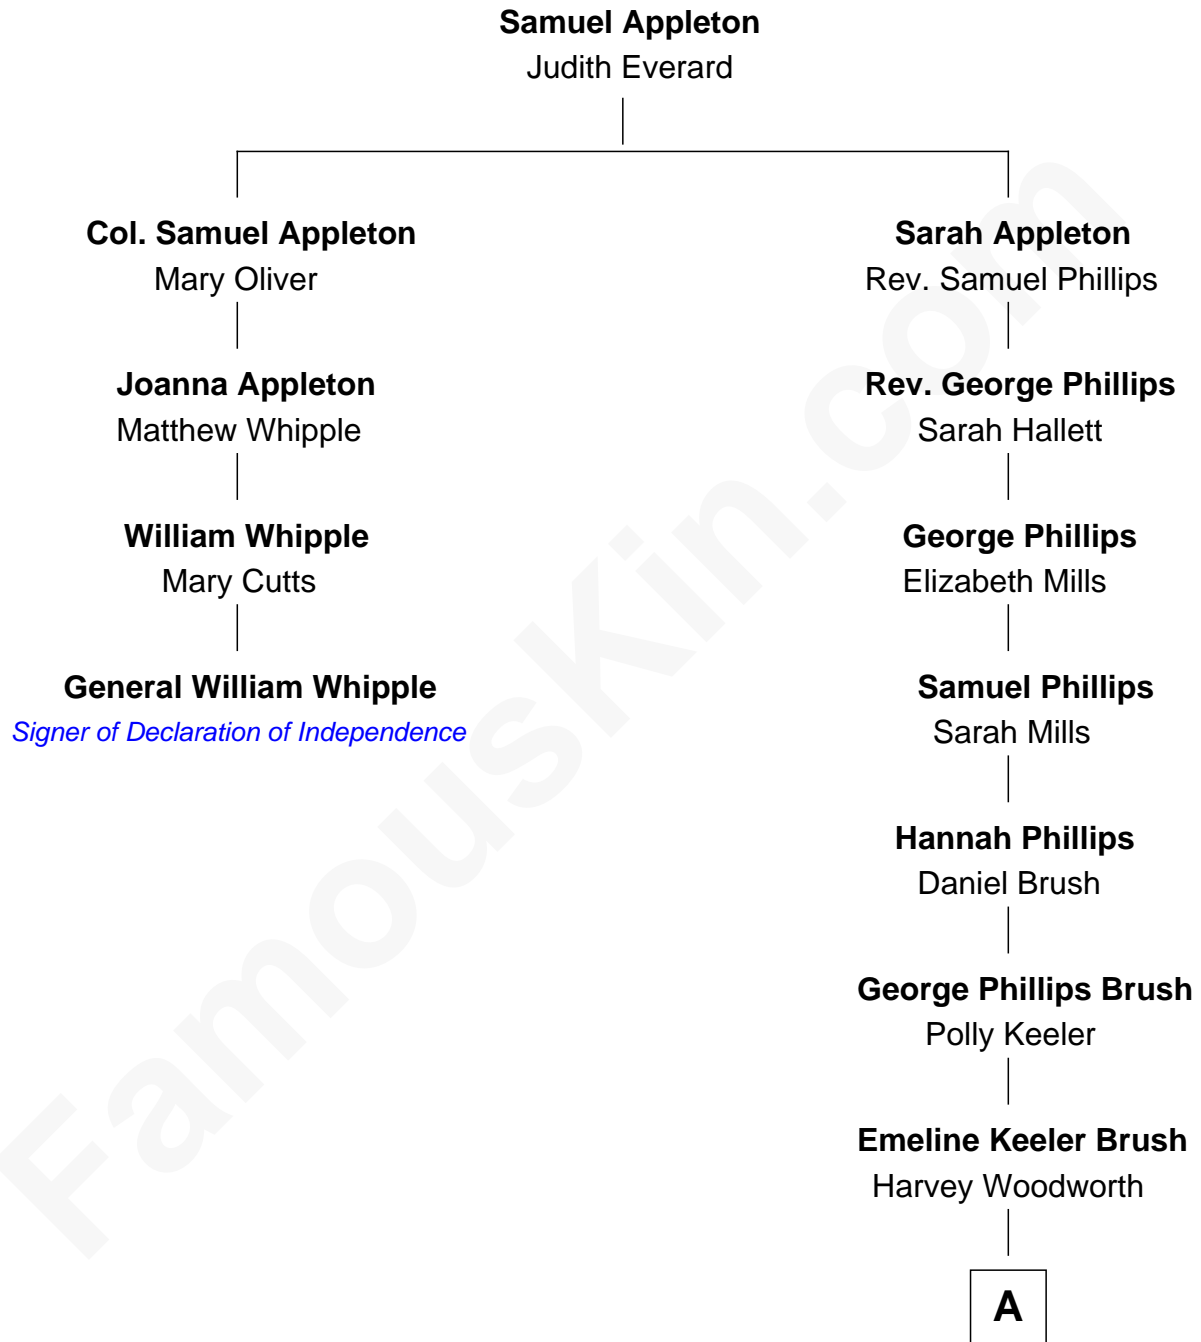 Samuel Appleton
Judith Everard
Col. Samuel Appleton
Mary Oliver
Sarah Appleton
Rev. Samuel Phillips
Joanna Appleton
Matthew Whipple
Rev. George Phillips
Sarah Hallett
William Whipple
Mary Cutts
George Phillips
Elizabeth Mills
General William Whipple
Signer of Declaration of Independence
Samuel Phillips
Sarah Mills
Hannah Phillips
Daniel Brush
George Phillips Brush
Polly Keeler
Emeline Keeler Brush
Harvey Woodworth
A
FamousKin.com